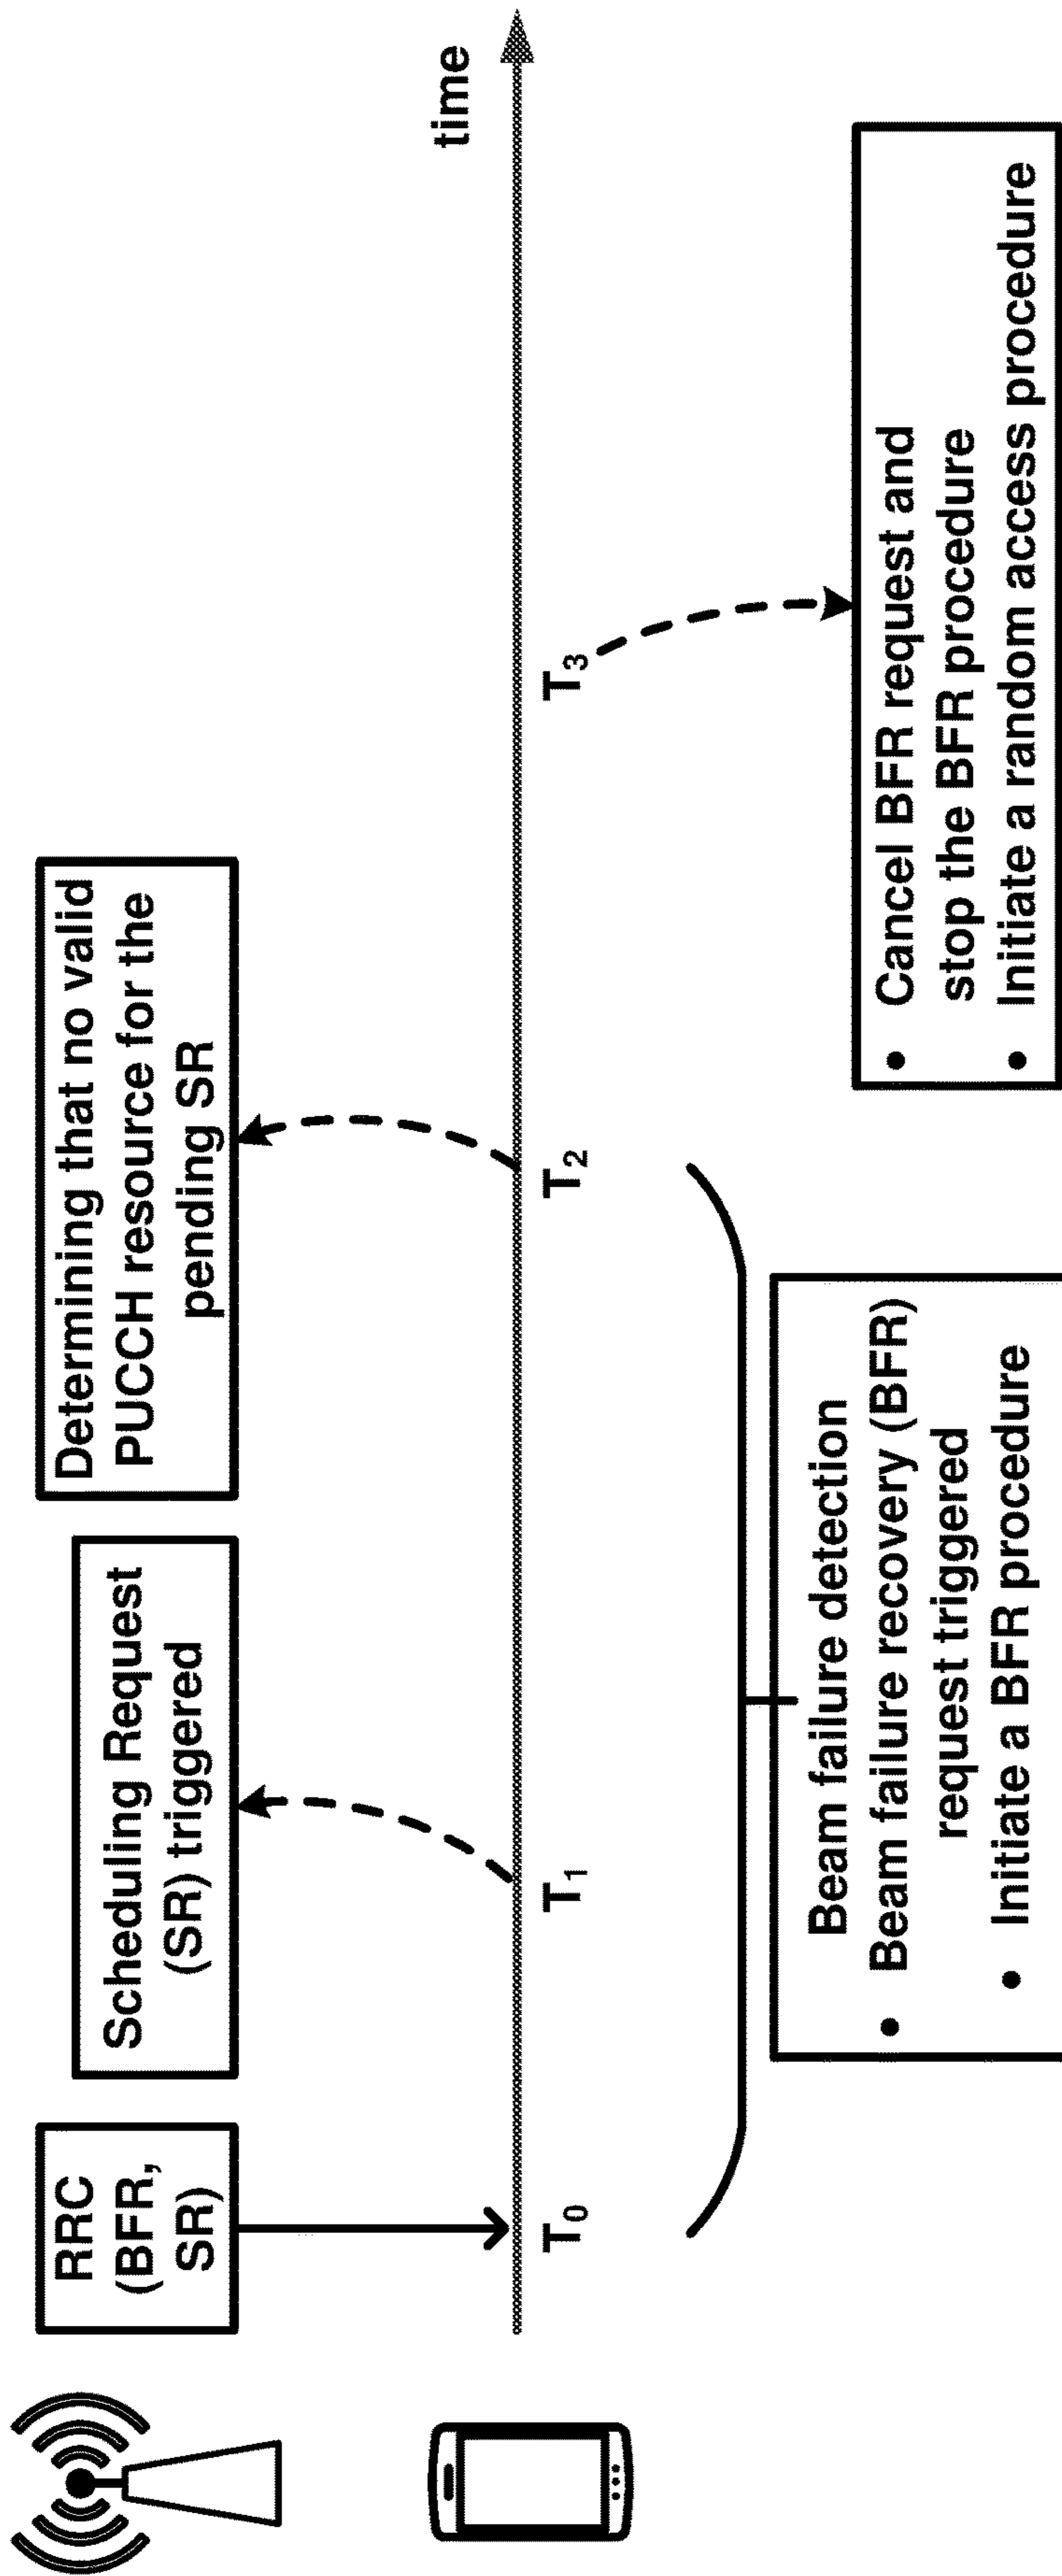 RRC
(BFR,
SR)
Scheduling Request
(SR) triggered
Determining that no valid
PUCCH resource for the
pending SR
time
T0
T1
T2
T3
Beam failure detection
• Beam failure recovery (BFR)
request triggered
• Initiate a BFR procedure
• Cancel BFR request and
stop the BFR procedure
• Initiate a random access procedure